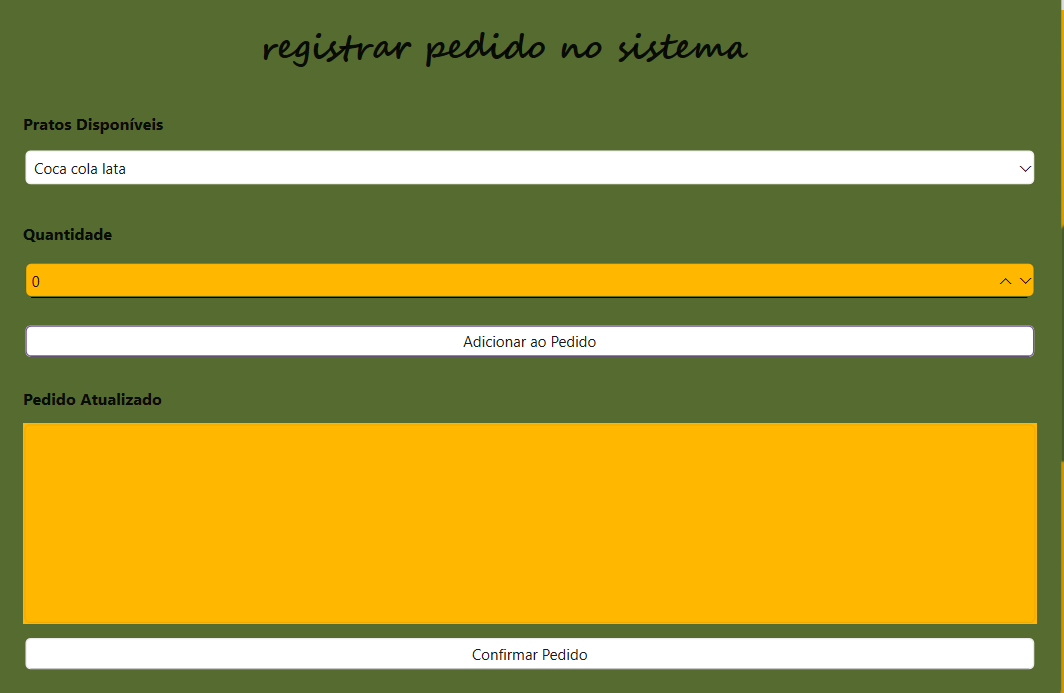 registrar pedido no sistema
Pratos Disponíveis
Coca cola lata
Quantidade
0
Adicionar ao Pedido
Pedido Atualizado
Confirmar Pedido